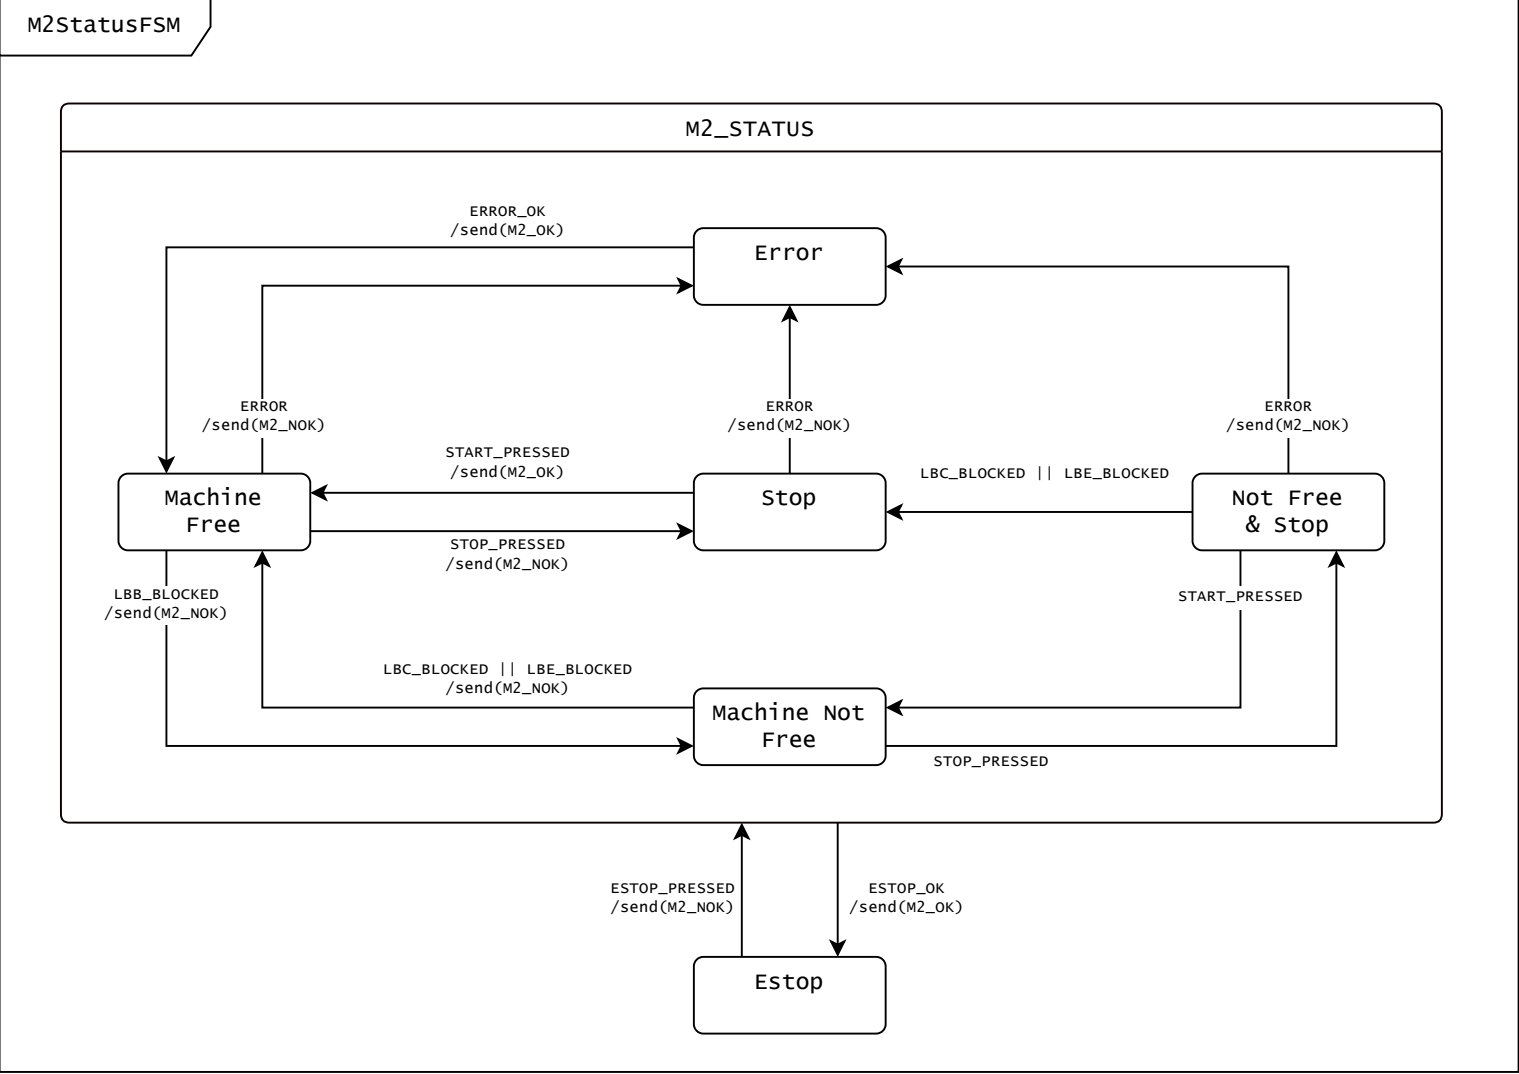 M2StatusFSM
M2_STATUS
ERROR_OK
/send(M2_OK)
Error
ERROR
/send(M2_NOK)
ERROR
/send(M2_NOK)
ERROR
/send(M2_NOK)
START_PRESSED
/send(M2_OK)
LBC_BLOCKED || LBE_BLOCKED
Machine
Free
Stop
Not Free
& Stop
STOP_PRESSED
/send(M2_NOK)
LBB_BLOCKED
/send(M2_NOK)
START_PRESSED
LBC_BLOCKED || LBE_BLOCKED
/send(M2_NOK)
Machine Not
Free
STOP_PRESSED
ESTOP_PRESSED
/send(M2_NOK)
ESTOP_OK
/send(M2_OK)
Estop